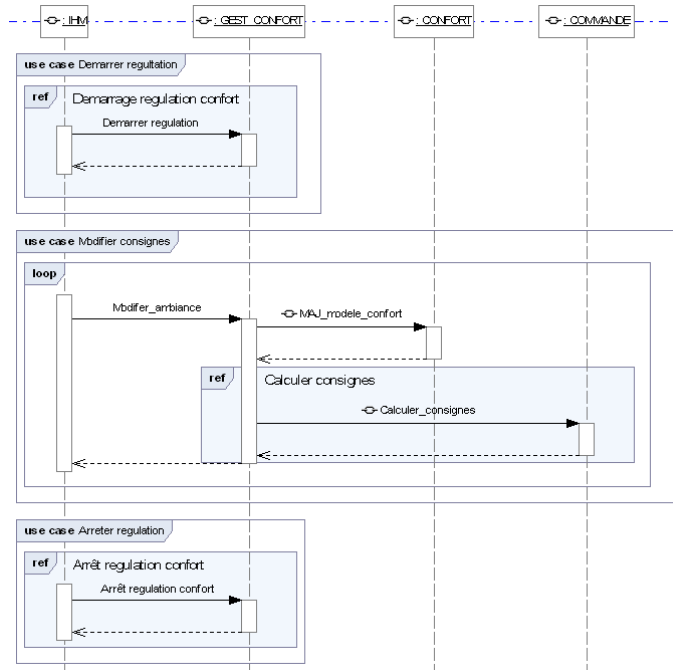 : IHM
: GEST_CONFORT
: CONFORT
: COMMANDE
use case Demarrer regultation
ref Demarrage regulation confort
Demarrer regulation
use case Modifier consignes
loop
Modifer_ambiance
MAJ_modele_confort
ref Calculer consignes
Calculer_consignes
use case Arreter regulation
ref Arrêt regulation confort
Arrêt regulation confort